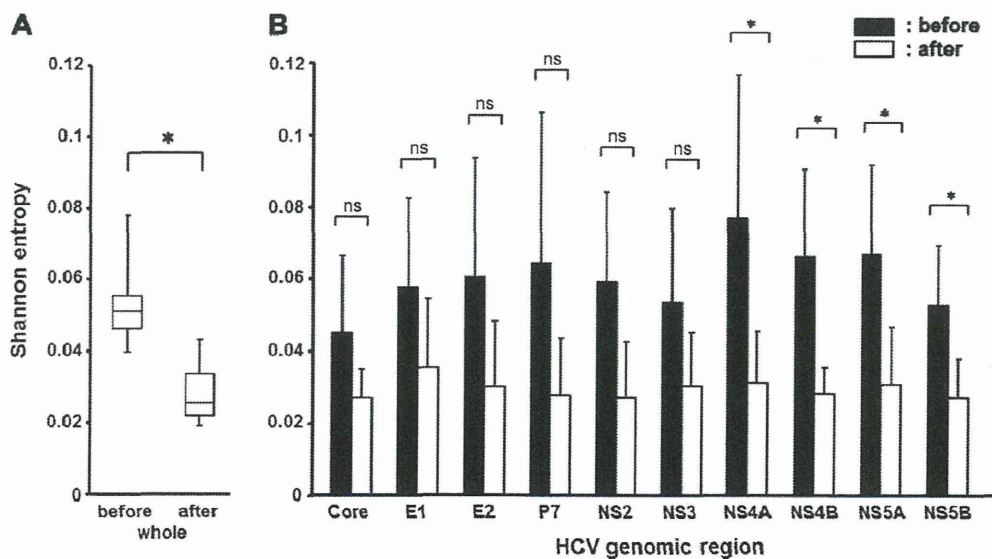 A
0.12
0.1
0.08
0.06
0.04
0.02
0
Shannon entropy
*
before after
whole
B
: before
: after
0.12
0.1
0.08
0.06
0.04
0.02
0
ns ns ns ns ns ns * * * *
Core E1 E2 P7 NS2 NS3 NS4A NS4B NS5A NS5B
HCV genomic region